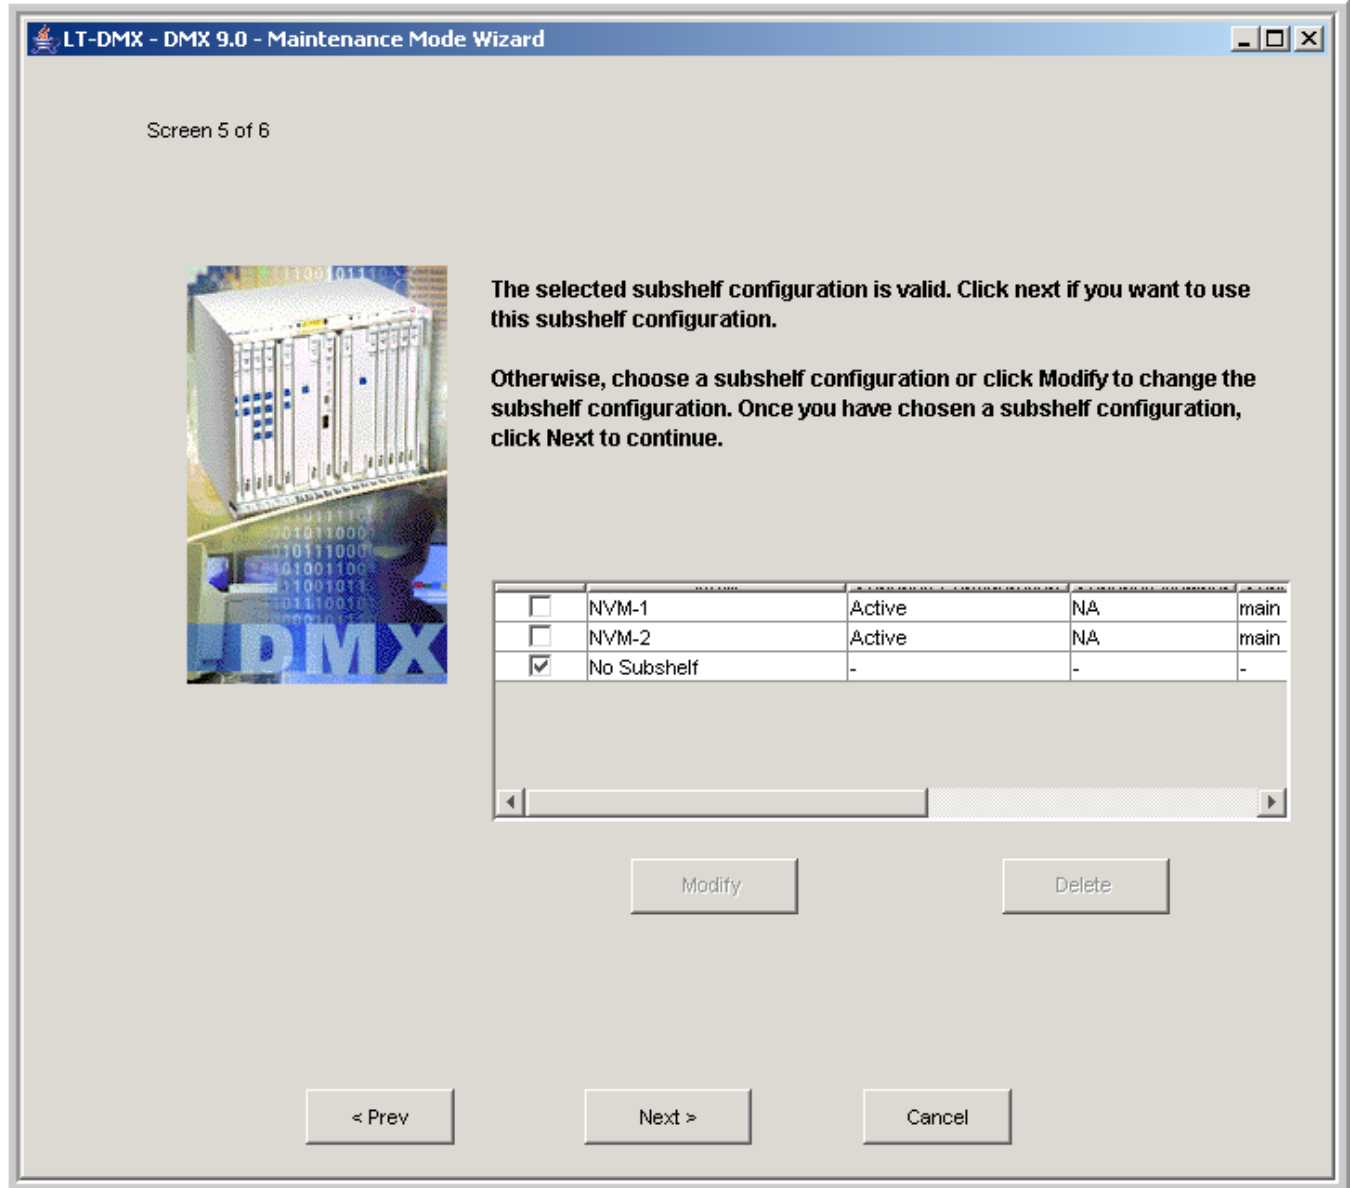 LT-DMX - DMX 9.0 - Maintenance Mode Wizard
Screen 5 of 6
The selected subshelf configuration is valid. Click next if you want to use
this subshelf configuration.
Otherwise, choose a subshelf configuration or click Modify to change the
subshelf configuration. Once you have chosen a subshelf configuration,
click Next to continue.
DMX
NVM-1 Active NA main
NVM-2 Active NA main
No Subshelf - - -
Modify Delete
< Prev Next > Cancel